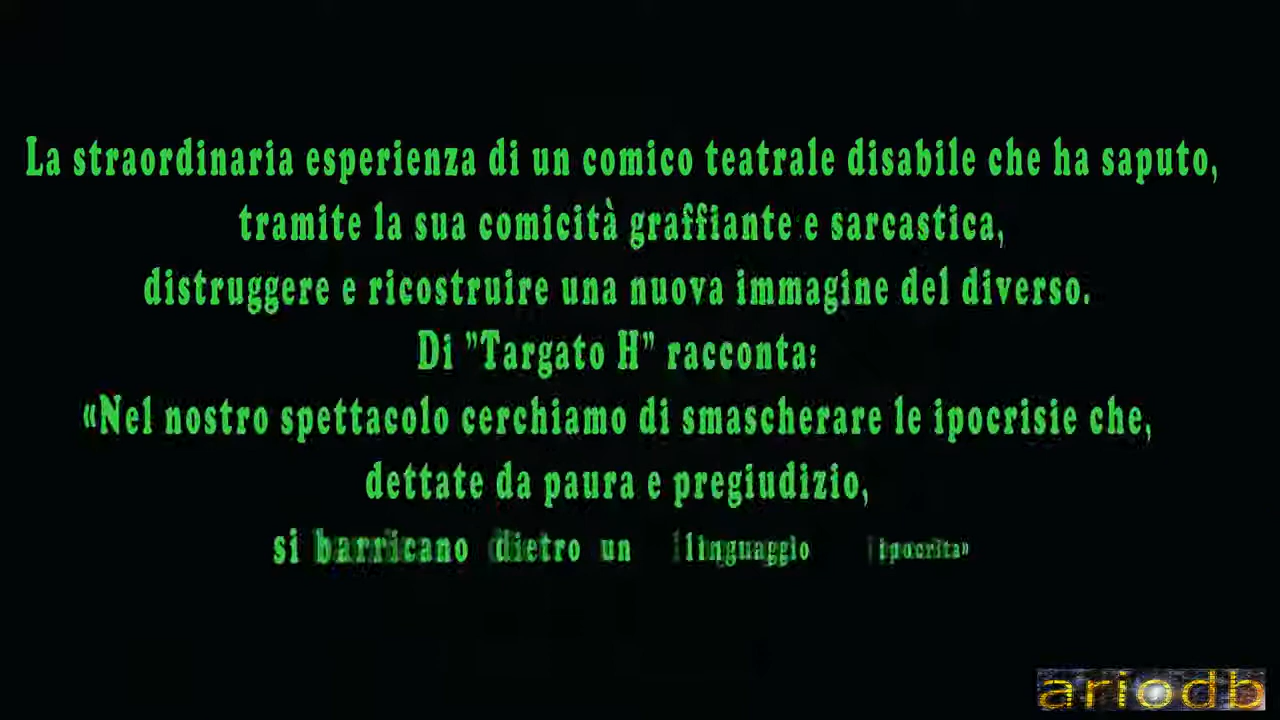 La straordinaria esperienza di un comico teatrale disabile che ha saputo,
tramite la sua comicità graffiante e sarcastica,
distruggere e ricostruire una nuova immagine del diverso.
Di "Targato H" racconta:
«Nel nostro spettacolo cerchiamo di smascherare le ipocrisie che,
dettate da paura e pregiudizio,
si barricano dietro un linguaggio ipocrita»
ariodb